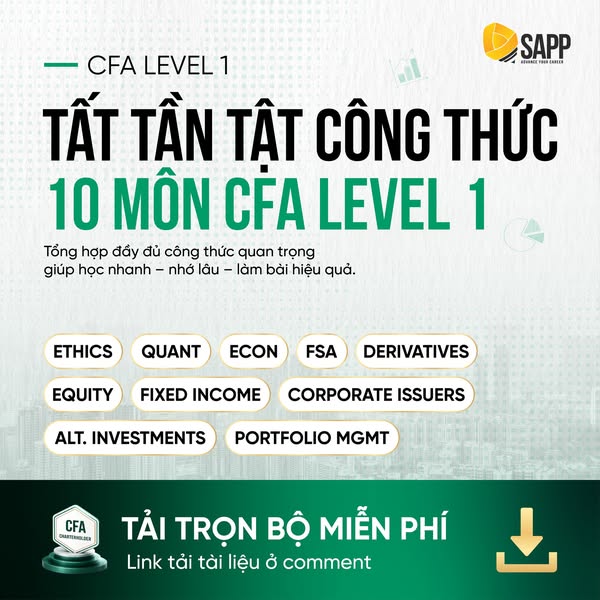 SAPP
ADVANCE YOUR CAREER
CFA LEVEL 1
TẤT TẦN TẬT CÔNG THỨC
10 MÔN CFA LEVEL 1
Tổng hợp đầy đủ công thức quan trọng
giúp học nhanh – nhớ lâu – làm bài hiệu quả.
ETHICS QUANT ECON FSA DERIVATIVES
EQUITY FIXED INCOME CORPORATE ISSUERS
ALT. INVESTMENTS PORTFOLIO MGMT
CFA
CHARTERHOLDER
TẢI TRỌN BỘ MIỄN PHÍ
Link tải tài liệu ở comment